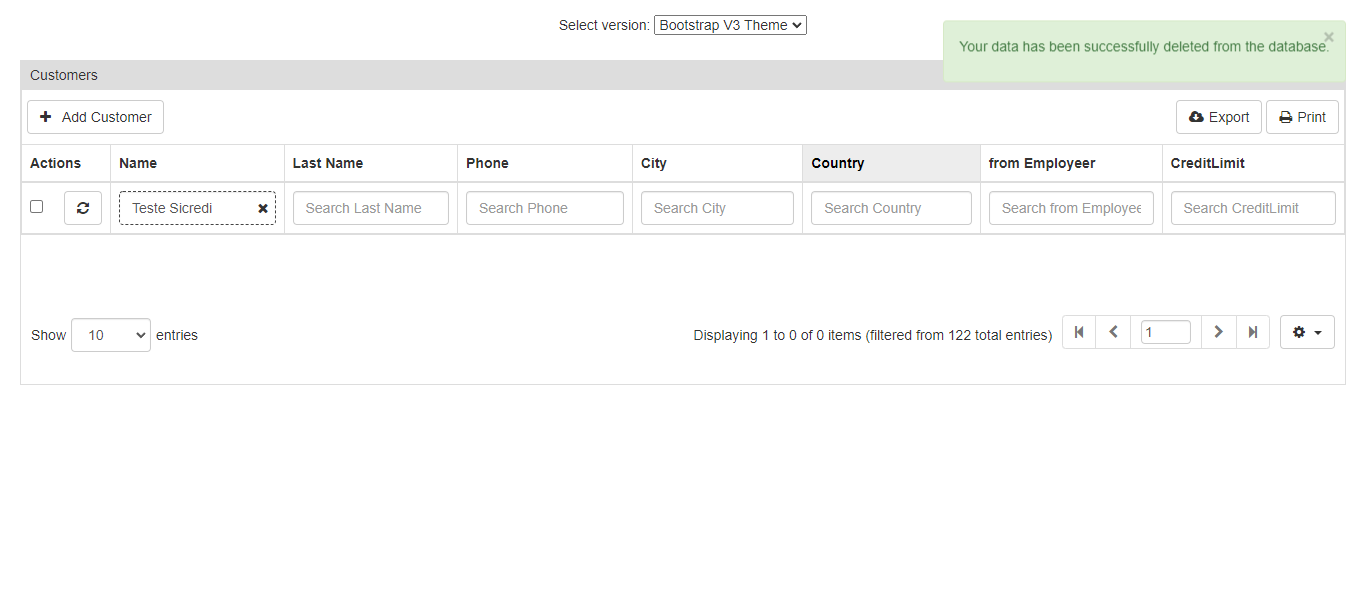 Select version: Bootstrap V3 Theme
Your data has been successfully deleted from the database.
×
Customers
Add Customer
Export Print
Actions Name Last Name Phone City Country from Employeer CreditLimit
Teste Sicredi Search Last Name Search Phone Search City Search Country Search from Employee Search CreditLimit
Show 10 entries Displaying 1 to 0 of 0 items (filtered from 122 total entries) 1